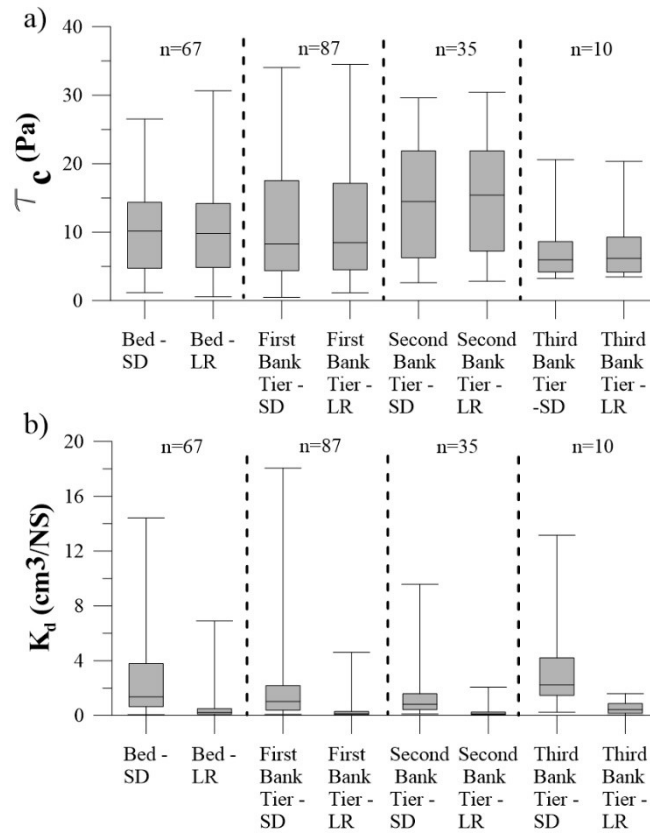 a)
n=67 n=87 n=35 n=10
τc (Pa)
40
30
20
10
0
Bed - SD
Bed - LR
First Bank Tier - SD
First Bank Tier - LR
Second Bank Tier - SD
Second Bank Tier - LR
Third Bank Tier -SD
Third Bank Tier - LR
b)
n=67 n=87 n=35 n=10
Kd (cm3/NS)
20
16
12
8
4
0
Bed - SD
Bed - LR
First Bank Tier - SD
First Bank Tier - LR
Second Bank Tier - SD
Second Bank Tier - LR
Third Bank Tier - SD
Third Bank Tier - LR